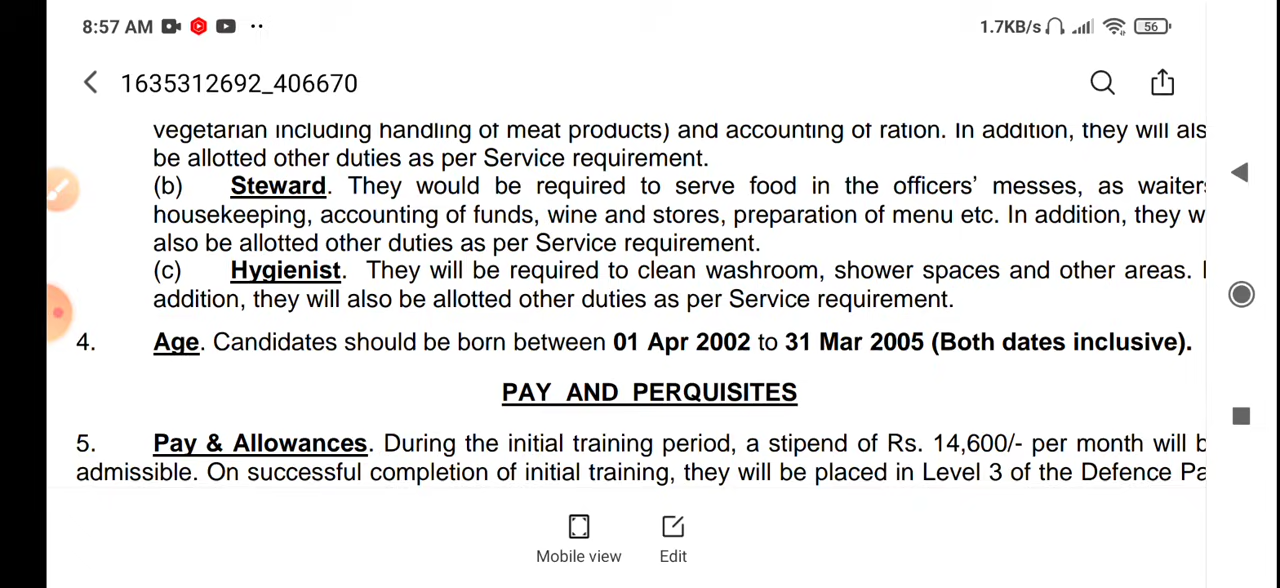 8:57 AM
1.7KB/s
56
1635312692_406670
vegetarian including handling of meat products) and accounting of ration. In addition, they will als
be allotted other duties as per Service requirement.
(b) Steward. They would be required to serve food in the officers’ messes, as waiter
housekeeping, accounting of funds, wine and stores, preparation of menu etc. In addition, they w
also be allotted other duties as per Service requirement.
(c) Hygienist. They will be required to clean washroom, shower spaces and other areas.
addition, they will also be allotted other duties as per Service requirement.
4. Age. Candidates should be born between 01 Apr 2002 to 31 Mar 2005 (Both dates inclusive).
PAY AND PERQUISITES
5. Pay & Allowances. During the initial training period, a stipend of Rs. 14,600/- per month will b
admissible. On successful completion of initial training, they will be placed in Level 3 of the Defence Pa
Mobile view
Edit